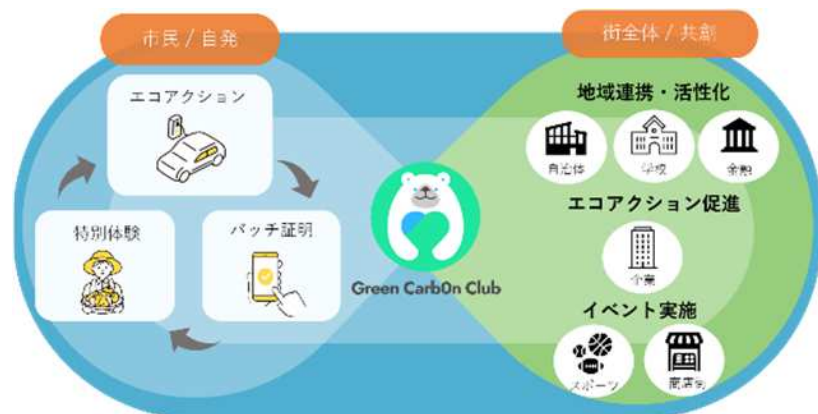 市民 / 自発
エコアクション
特別体験
バッチ証明
Green Carb0n Club
街全体 / 共創
地域連携・活性化
自治体
学校
金融
エコアクション促進
企業
イベント実施
スポーツ
商店街